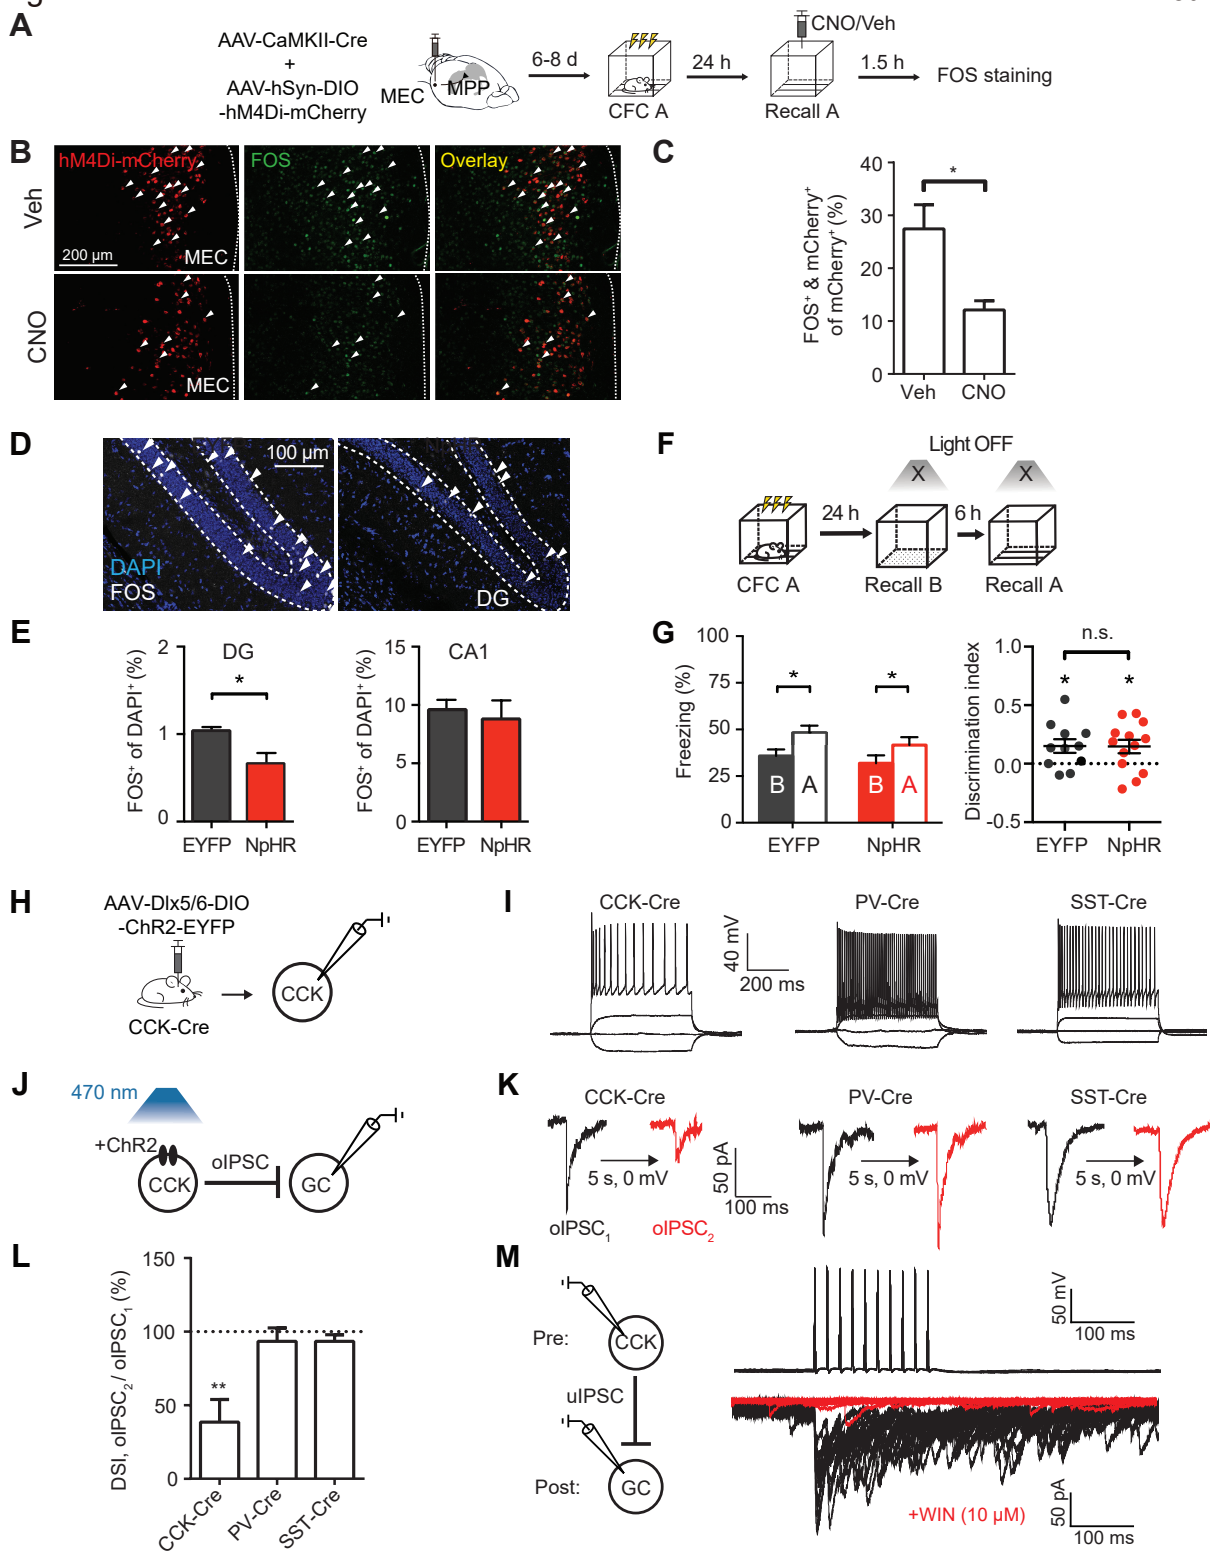 A
AAV-CaMKII-Cre
+
AAV-hSyn-DIO
-hM4Di-mCherry
MEC
MPP
6-8 d
CFC A
24 h
CNO/Veh
Recall A
1.5 h
FOS staining
B
hM4Di-mCherry
FOS
Overlay
Veh
200 µm
MEC
CNO
MEC
C
FOS+ & mCherry+
of mCherry+ (%)
40
30
20
10
0
*
Veh
CNO
D
100 µm
DAPI
FOS
DG
E
FOS+ of DAPI+ (%)
2
1
0
DG
*
EYFP
NpHR
FOS+ of DAPI+ (%)
15
10
5
0
CA1
EYFP
NpHR
F
Light OFF
X
X
24 h
6 h
CFC A
Recall B
Recall A
G
Freezing (%)
100
75
50
25
0
*
*
B
A
B
A
EYFP
NpHR
Discrimination index
1.0
0.5
0.0
-0.5
n.s.
*
*
EYFP
NpHR
H
AAV-Dlx5/6-DIO
-ChR2-EYFP
CCK-Cre
CCK
I
CCK-Cre
PV-Cre
SST-Cre
40 mV
200 ms
J
470 nm
+ChR2
CCK
oIPSC
GC
K
CCK-Cre
PV-Cre
SST-Cre
5 s, 0 mV
5 s, 0 mV
5 s, 0 mV
50 pA
100 ms
oIPSC1
oIPSC2
L
DSI, oIPSC2 / oIPSC1 (%)
150
100
50
0
**
CCK-Cre
PV-Cre
SST-Cre
M
Pre:
CCK
uIPSC
Post:
GC
50 mV
100 ms
+WIN (10 µM)
50 pA
100 ms